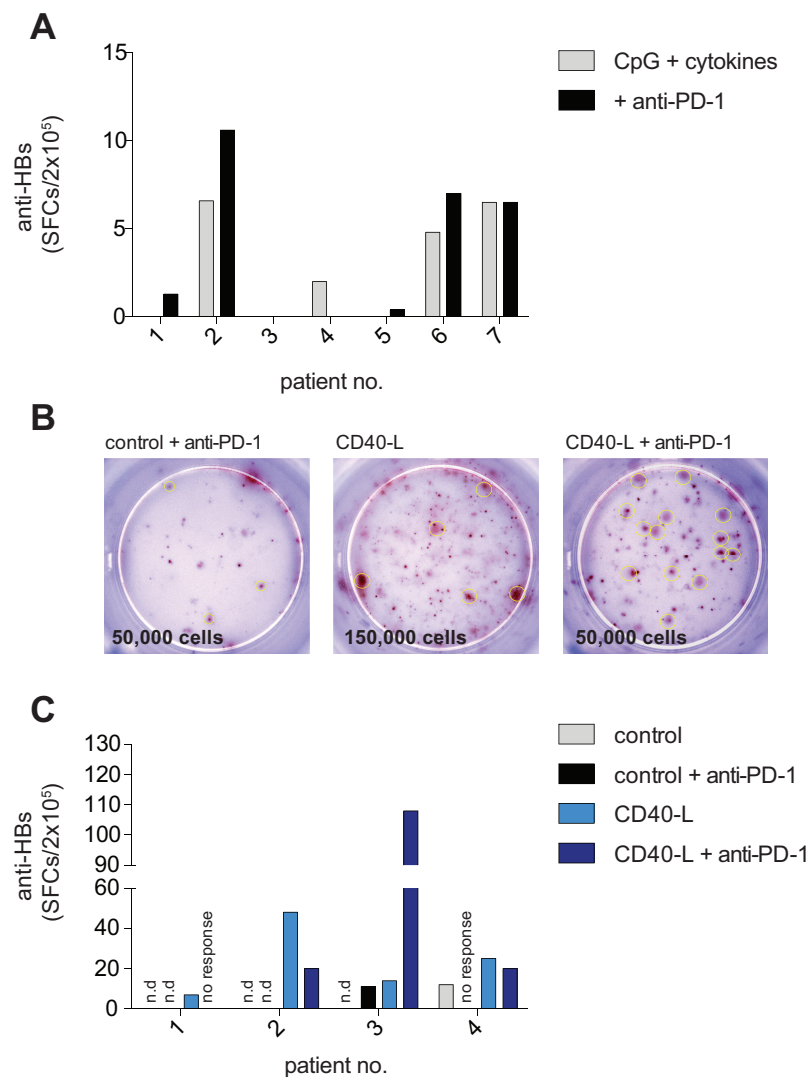 A
15
10
5
0
anti-HBs
(SFCs/2x10⁵)
1 2 3 4 5 6 7
patient no.
CpG + cytokines
+ anti-PD-1
B
control + anti-PD-1 CD40-L CD40-L + anti-PD-1
50,000 cells 150,000 cells 50,000 cells
C
130
120
110
100
90
60
40
20
0
anti-HBs
(SFCs/2x10⁵)
n.d n.d no response n.d n.d n.d no response
1 2 3 4
patient no.
control
control + anti-PD-1
CD40-L
CD40-L + anti-PD-1